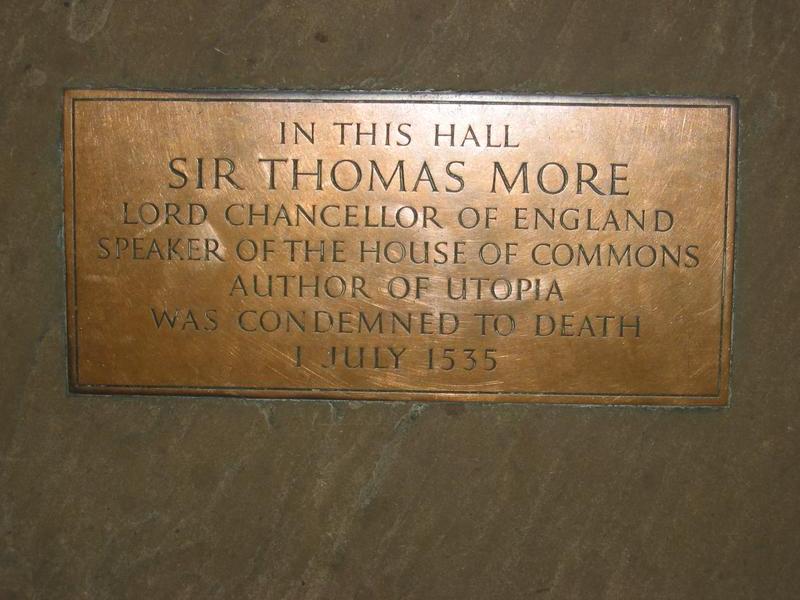 IN THIS HALL
SIR THOMAS MORE
LORD CHANCELLOR OF ENGLAND
SPEAKER OF THE HOUSE OF COMMONS
AUTHOR OF UTOPIA
WAS CONDEMNED TO DEATH
1 JULY 1535